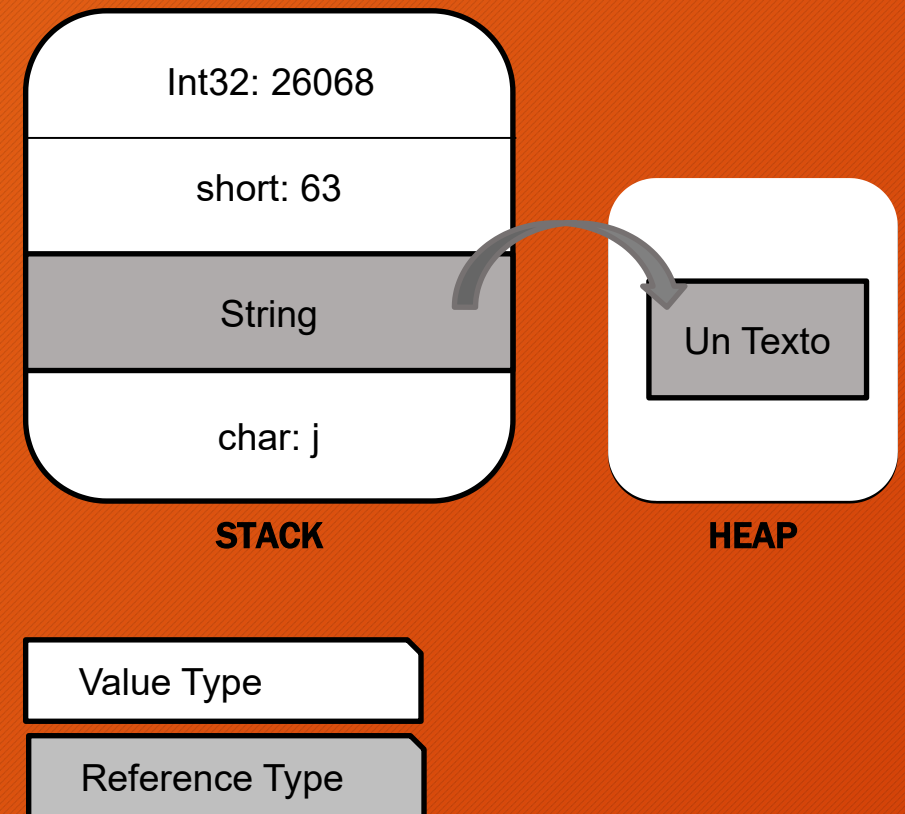 Int32: 26068
short: 63
String
Un Texto
char: j
STACK
HEAP
Value Type
Reference Type